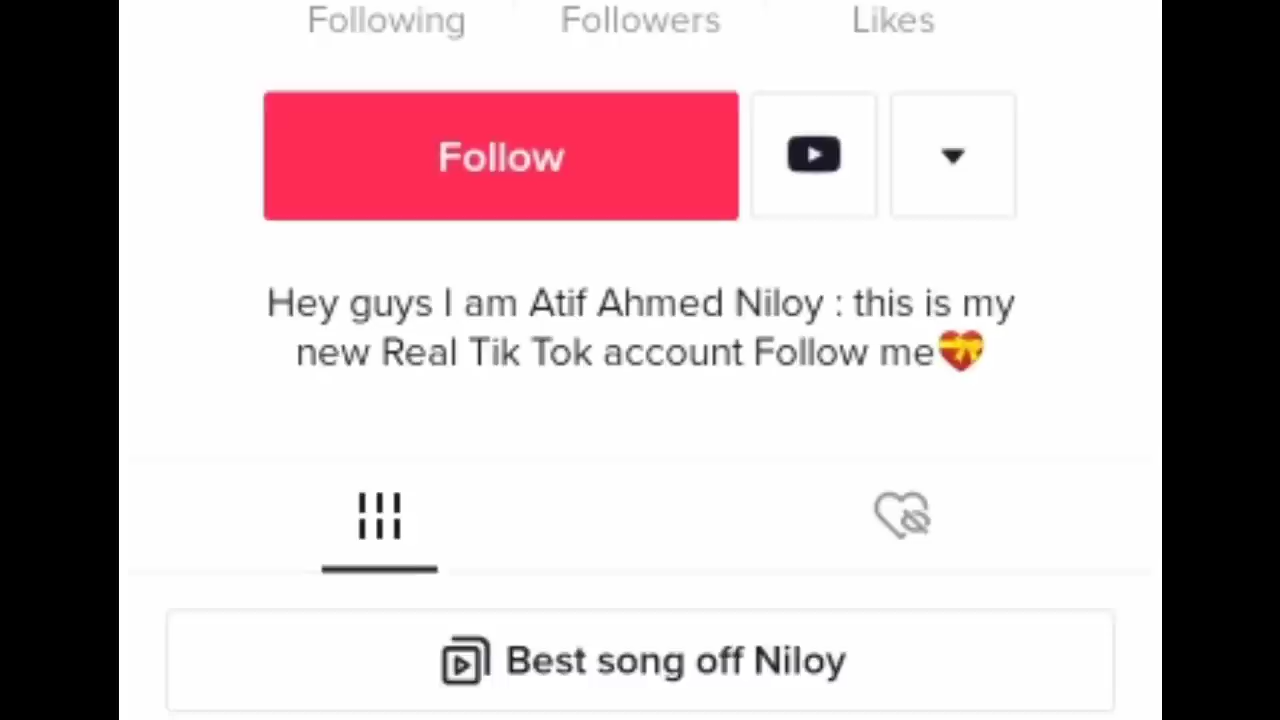 Following Followers Likes
Follow
Hey guys I am Atif Ahmed Niloy : this is my
new Real Tik Tok account Follow me💝
Best song off Niloy